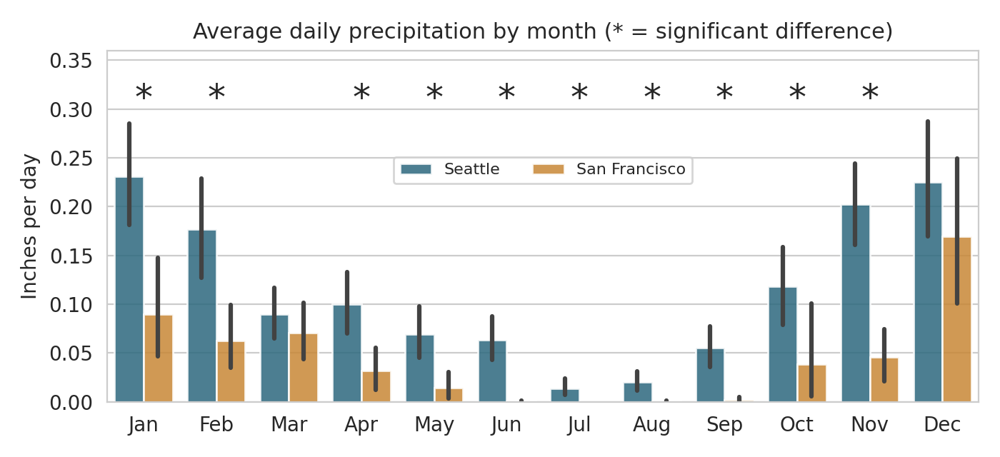 Average daily precipitation by month (* = significant difference)
Inches per day
0.35
0.30
0.25
0.20
0.15
0.10
0.05
0.00
* * * * * * * * * *
Seattle San Francisco
Jan Feb Mar Apr May Jun Jul Aug Sep Oct Nov Dec